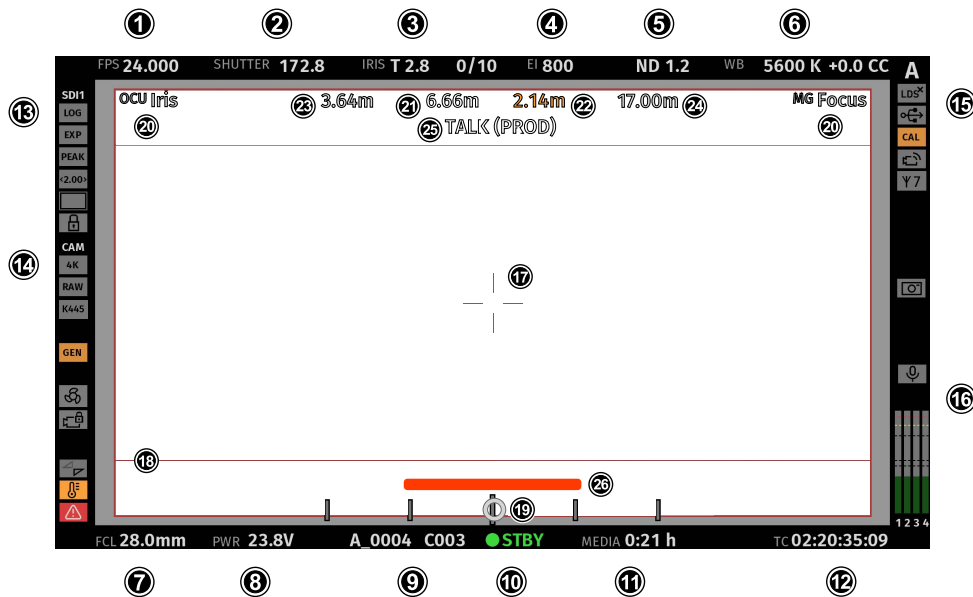 1 2 3 4 5 6
FPS 24.000 SHUTTER 172.8 IRIS T 2.8 0/10 EI 800 ND 1.2 WB 5600 K +0.0 CC A
SDI1
13
LOG
EXP
PEAK
<2.00>
CAM
14
4K
RAW
K445
GEN
OCU Iris 23 3.64m 21 6.66m 2.14m 22 17.00m 24 MG Focus
20 25 TALK (PROD) 20
17
18
26
19
LDS×
15
CAL
7
16
1 2 3 4
FCL 28.0mm PWR 23.8V A_0004 C003 STBY MEDIA 0:21 h TC 02:20:35:09
7 8 9 10 11 12